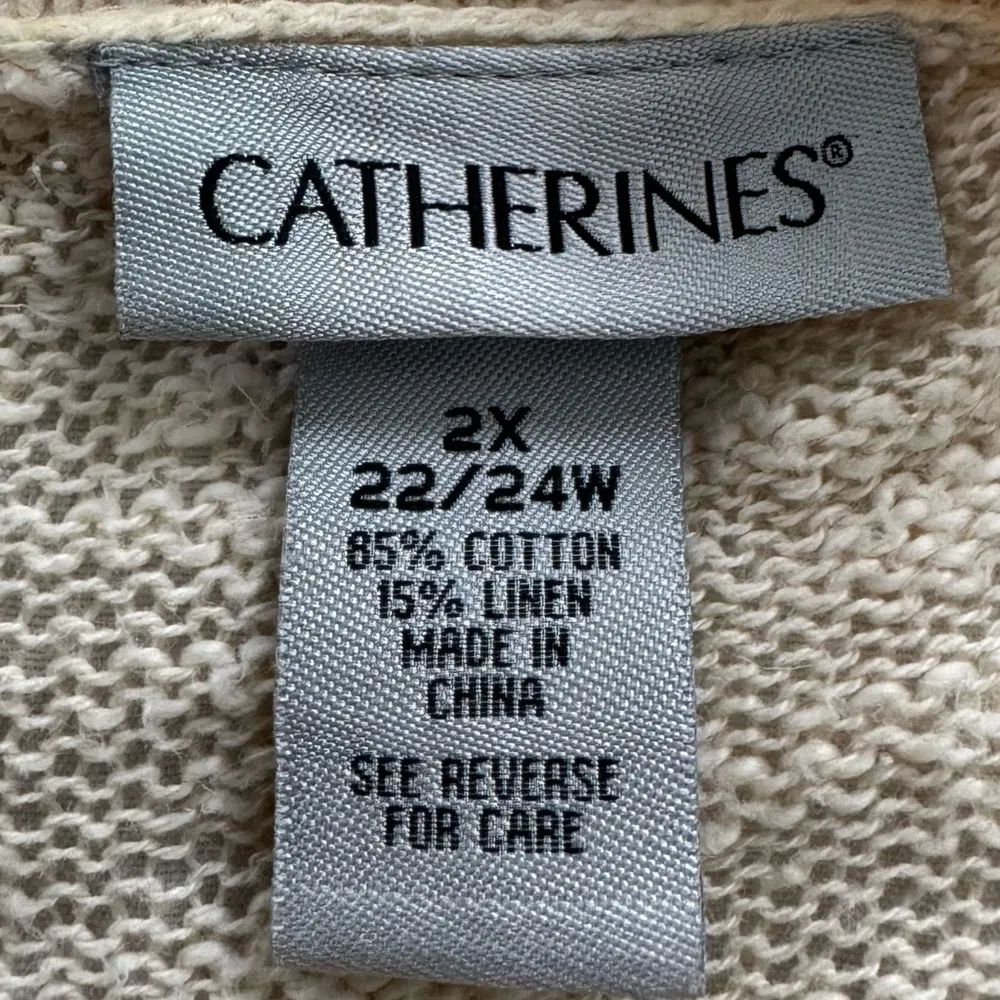 CATHERINES®
2X
22/24W
85% COTTON
15% LINEN
MADE IN
CHINA
SEE REVERSE
FOR CARE